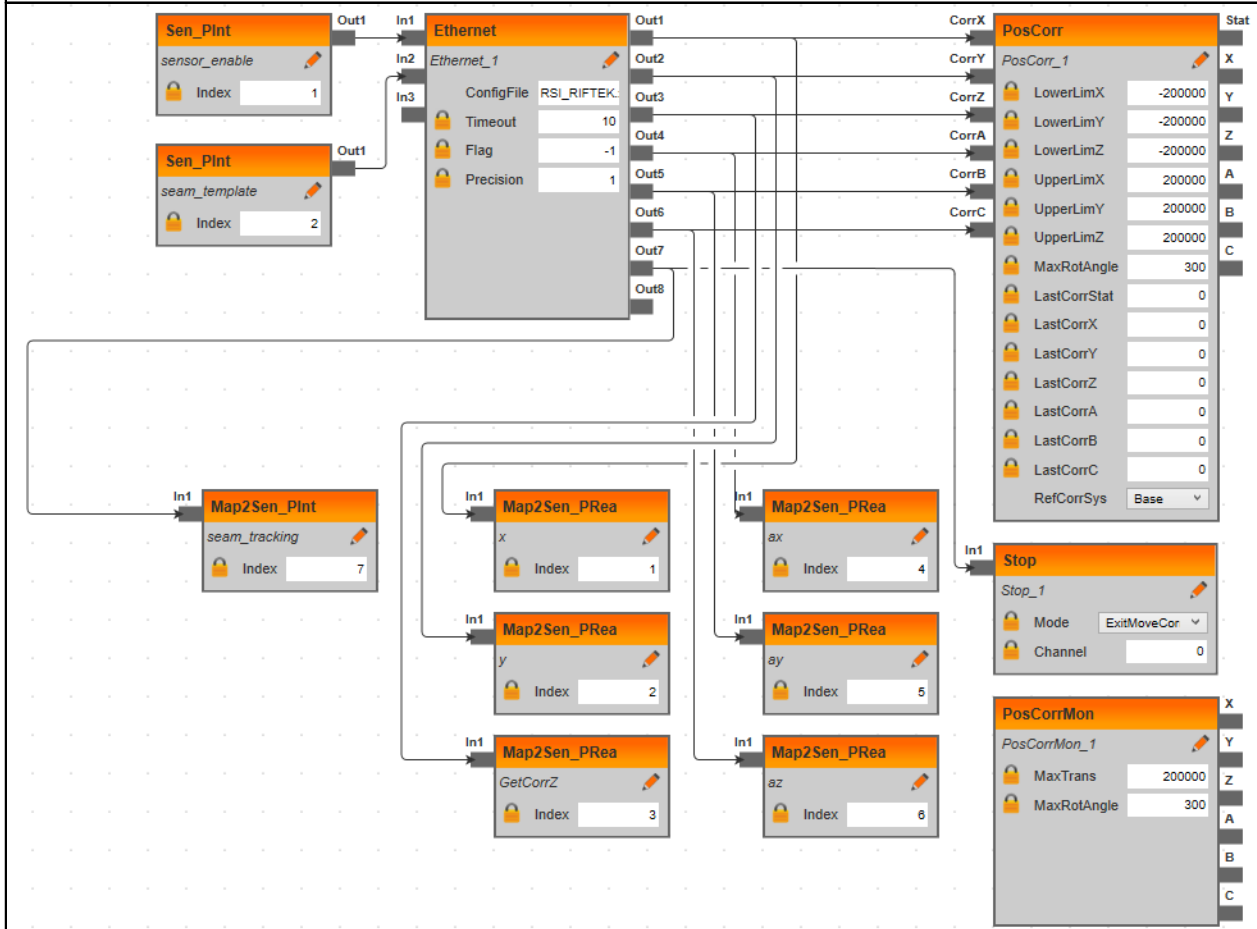 Sen_PInt
Out1
sensor_enable
Index 1
Sen_PInt
Out1
seam_template
Index 2
In1
In2
In3
Ethernet
Ethernet_1
ConfigFile RSI_RIFTEK.
Timeout 10
Flag -1
Precision 1
Out1
Out2
Out3
Out4
Out5
Out6
Out7
Out8
CorrX
CorrY
CorrZ
CorrA
CorrB
CorrC
PosCorr
PosCorr_1
LowerLimX -200000
LowerLimY -200000
LowerLimZ -200000
UpperLimX 200000
UpperLimY 200000
UpperLimZ 200000
MaxRotAngle 300
LastCorrStat 0
LastCorrX 0
LastCorrY 0
LastCorrZ 0
LastCorrA 0
LastCorrB 0
LastCorrC 0
RefCorrSys Base
Stat
X
Y
Z
A
B
C
In1
Map2Sen_PInt
seam_tracking
Index 7
In1
Map2Sen_PRea
x
Index 1
In1
Map2Sen_PRea
ax
Index 4
In1
Map2Sen_PRea
y
Index 2
In1
Map2Sen_PRea
ay
Index 5
In1
Map2Sen_PRea
GetCorrZ
Index 3
In1
Map2Sen_PRea
az
Index 6
In1
Stop
Stop_1
Mode ExitMoveCor
Channel 0
PosCorrMon
PosCorrMon_1
MaxTrans 200000
MaxRotAngle 300
X
Y
Z
A
B
C